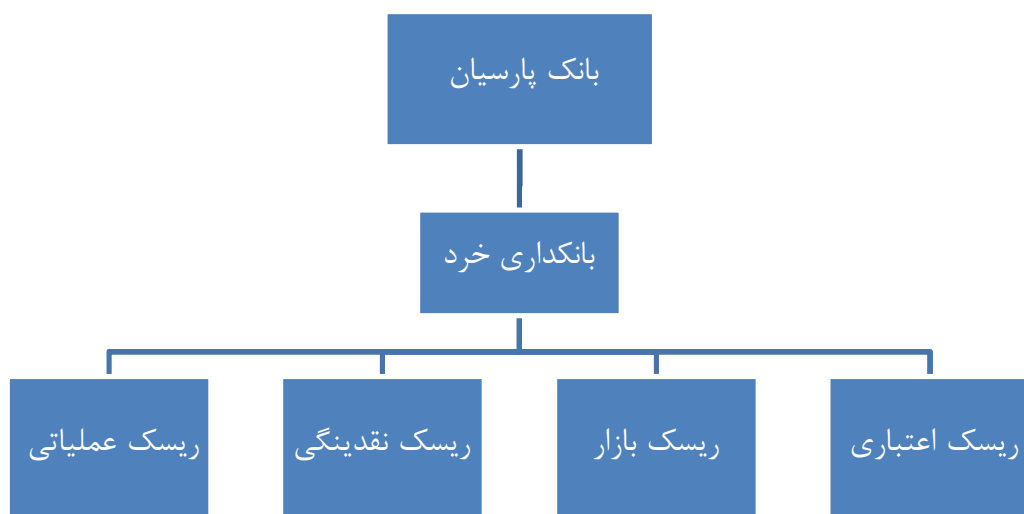 بانک پارسیان
بانکداری خرد
ریسک اعتباری
ریسک بازار
ریسک نقدینگی
ریسک عملیاتی